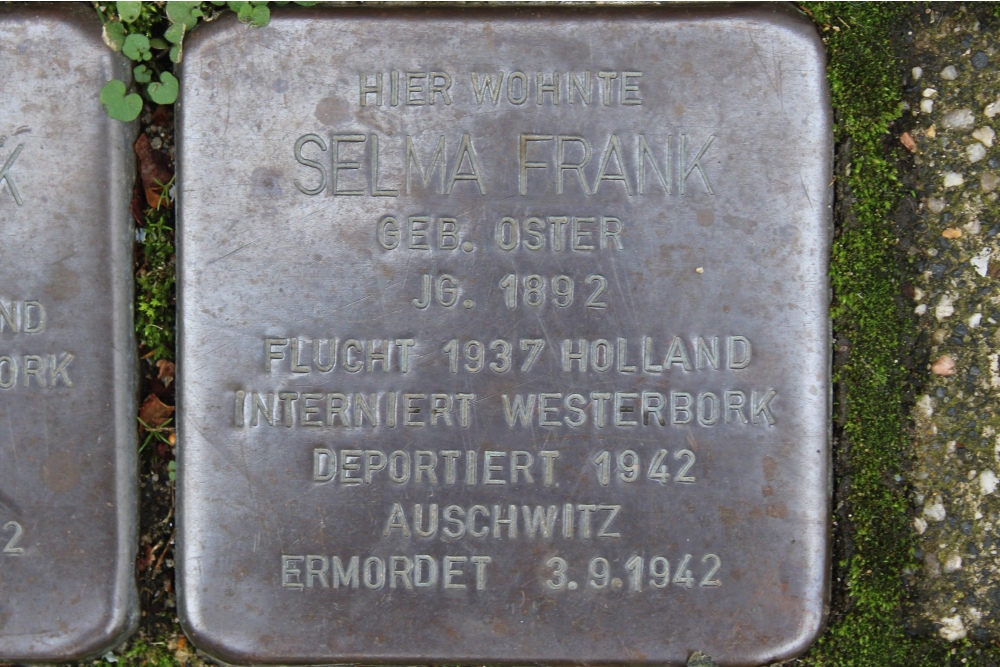 HIER WOHNTE
SELMA FRANK
GEB. OSTER
JG. 1892
FLUCHT 1937 HOLLAND
INTERNIERT WESTERBORK
DEPORTIERT 1942
AUSCHWITZ
ERMORDET 3.9.1942